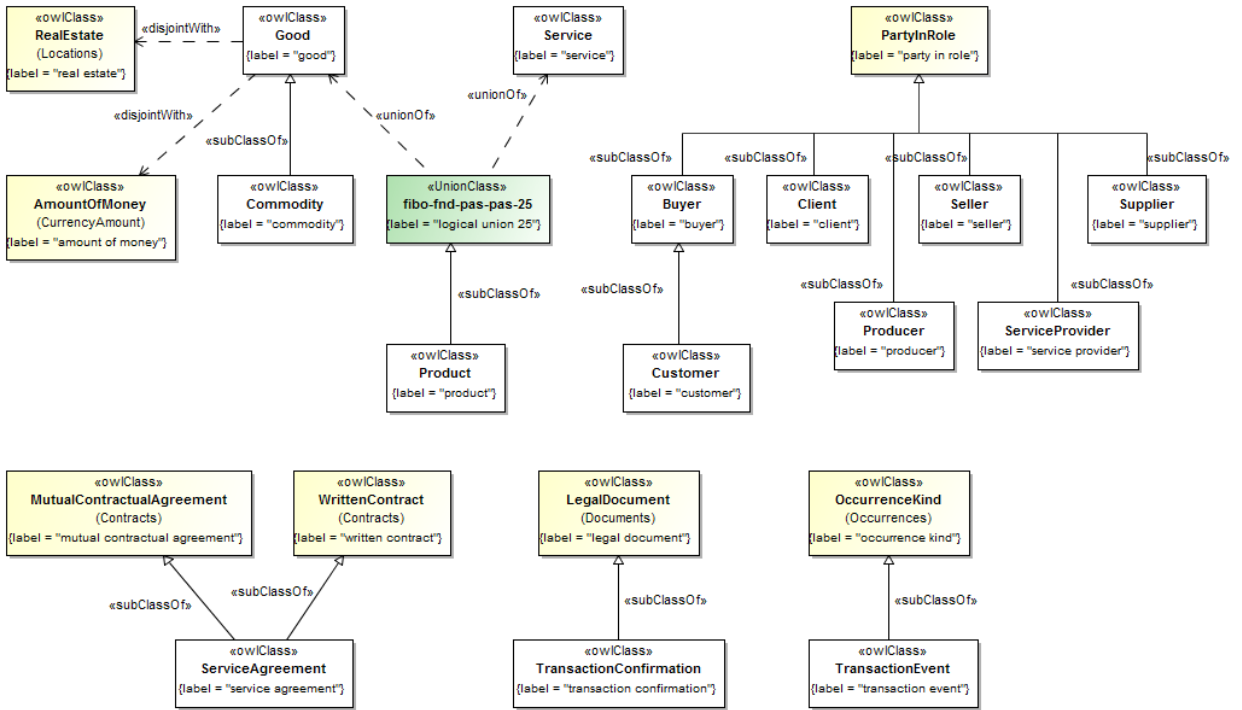 «owlClass»
RealEstate
(Locations)
{label = "real estate"}
«disjointWith»
«owlClass»
Good
{label = "good"}
«owlClass»
Service
{label = "service"}
«owlClass»
PartyInRole
{label = "party in role"}
«disjointWith»
«subClassOf»
«unionOf»
«unionOf»
«subClassOf»
«subClassOf»
«subClassOf»
«subClassOf»
«owlClass»
AmountOfMoney
(CurrencyAmount)
{label = "amount of money"}
«owlClass»
Commodity
{label = "commodity"}
«UnionClass»
fibo-fnd-pas-pas-25
{label = "logical union 25"}
«owlClass»
Buyer
{label = "buyer"}
«owlClass»
Client
{label = "client"}
«owlClass»
Seller
{label = "seller"}
«owlClass»
Supplier
{label = "supplier"}
«subClassOf»
«subClassOf»
«subClassOf»
«subClassOf»
«owlClass»
Product
{label = "product"}
«owlClass»
Customer
{label = "customer"}
«owlClass»
Producer
{label = "producer"}
«owlClass»
ServiceProvider
{label = "service provider"}
«owlClass»
MutualContractualAgreement
(Contracts)
{label = "mutual contractual agreement"}
«owlClass»
WrittenContract
(Contracts)
{label = "written contract"}
«owlClass»
LegalDocument
(Documents)
{label = "legal document"}
«owlClass»
OccurrenceKind
(Occurrences)
{label = "occurrence kind"}
«subClassOf»
«subClassOf»
«subClassOf»
«subClassOf»
«owlClass»
ServiceAgreement
{label = "service agreement"}
«owlClass»
TransactionConfirmation
{label = "transaction confirmation"}
«owlClass»
TransactionEvent
{label = "transaction event"}